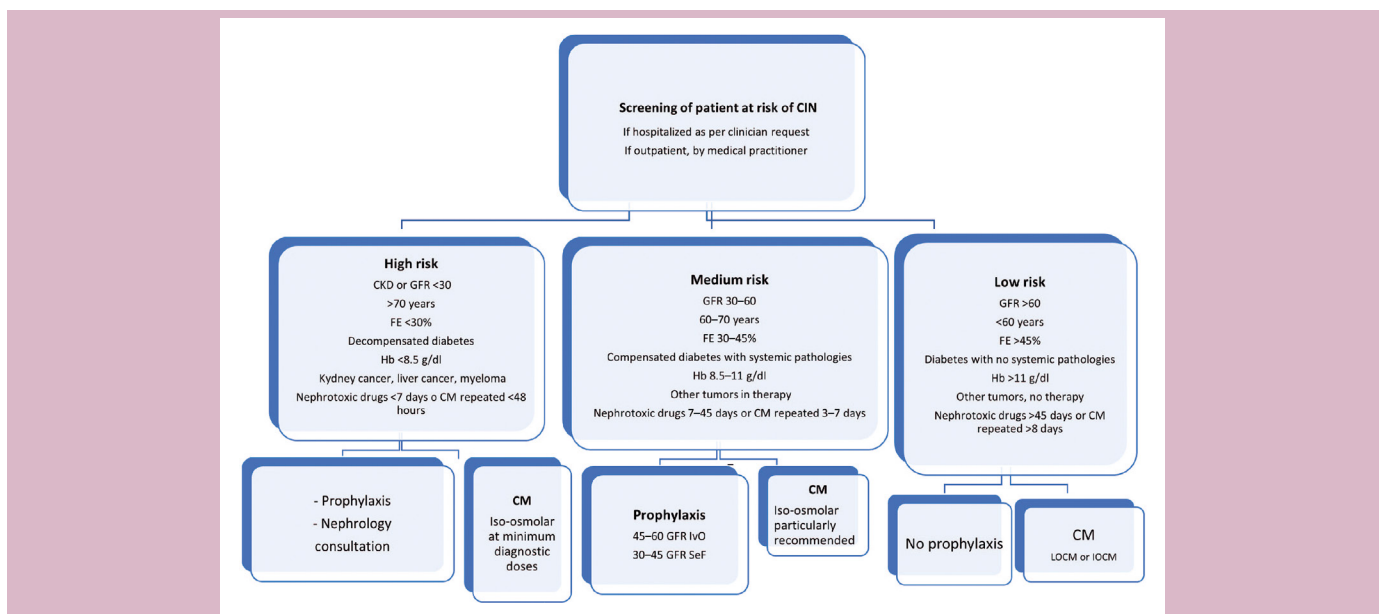 Screening of patient at risk of CIN
If hospitalized as per clinician request
If outpatient, by medical practitioner
High risk
CKD or GFR <30
>70 years
FE <30%
Decompensated diabetes
Hb <8.5 g/dl
Kydney cancer, liver cancer, myeloma
Nephrotoxic drugs <7 days o CM repeated <48
hours
Medium risk
GFR 30–60
60–70 years
FE 30–45%
Compensated diabetes with systemic pathologies
Hb 8.5–11 g/dl
Other tumors in therapy
Nephrotoxic drugs 7–45 days or CM repeated 3–7 days
Low risk
GFR >60
<60 years
FE >45%
Diabetes with no systemic pathologies
Hb >11 g/dl
Other tumors, no therapy
Nephrotoxic drugs >45 days or CM
repeated >8 days
- Prophylaxis
- Nephrology
consultation
CM
Iso-osmolar
at minimum
diagnostic
doses
Prophylaxis
45–60 GFR IvO
30–45 GFR SeF
CM
Iso-osmolar
particularly
recommended
No prophylaxis
CM
LOCM or IOCM